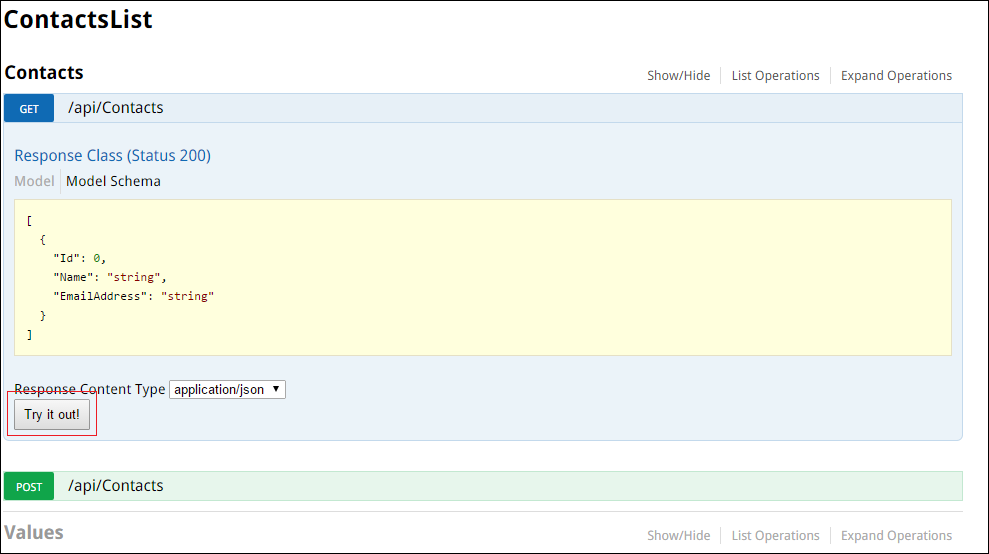 ContactsList
Contacts Show/Hide List Operations Expand Operations
GET /api/Contacts
Response Class (Status 200)
Model Model Schema
[
{
"Id": 0,
"Name": "string",
"EmailAddress": "string"
}
]
Response Content Type application/json
Try it out!
POST /api/Contacts
Values Show/Hide List Operations Expand Operations